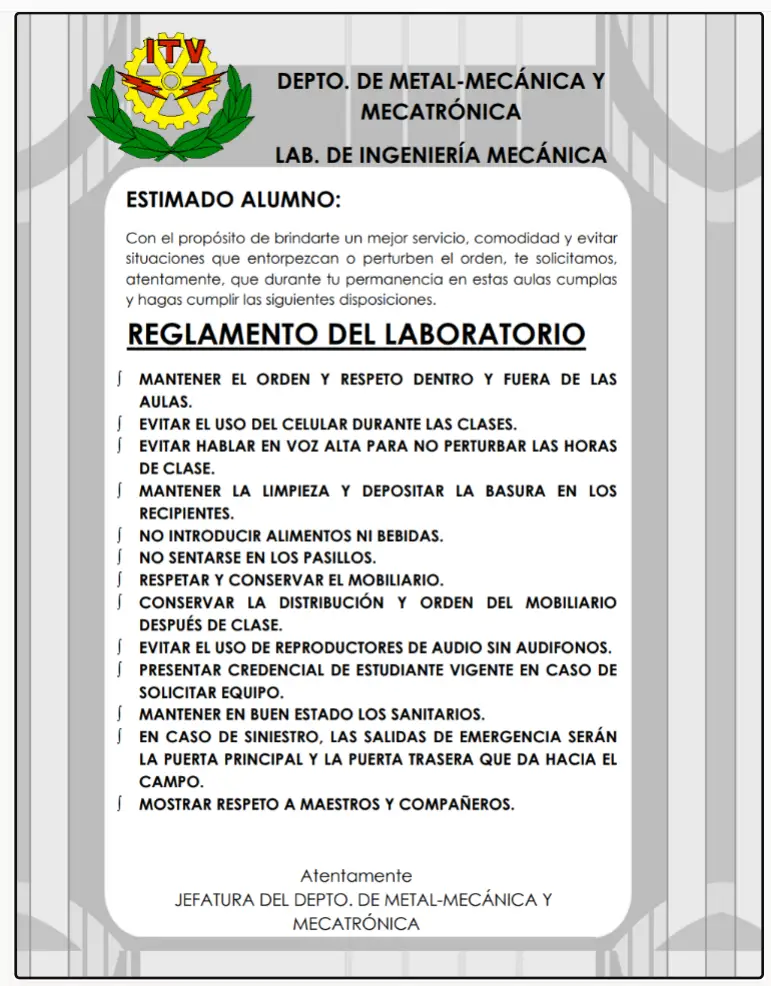 ITV
DEPTO. DE METAL-MECÁNICA Y
MECATRÓNICA
LAB. DE INGENIERÍA MECÁNICA
ESTIMADO ALUMNO:
Con el propósito de brindarte un mejor servicio, comodidad y evitar
situaciones que entorpezcan o perturben el orden, te solicitamos,
atentamente, que durante tu permanencia en estas aulas cumplas
y hagas cumplir las siguientes disposiciones.
REGLAMENTO DEL LABORATORIO
∫ MANTENER EL ORDEN Y RESPETO DENTRO Y FUERA DE LAS
AULAS.
∫ EVITAR EL USO DEL CELULAR DURANTE LAS CLASES.
∫ EVITAR HABLAR EN VOZ ALTA PARA NO PERTURBAR LAS HORAS
DE CLASE.
∫ MANTENER LA LIMPIEZA Y DEPOSITAR LA BASURA EN LOS
RECIPIENTES.
∫ NO INTRODUCIR ALIMENTOS NI BEBIDAS.
∫ NO SENTARSE EN LOS PASILLOS.
∫ RESPETAR Y CONSERVAR EL MOBILIARIO.
∫ CONSERVAR LA DISTRIBUCIÓN Y ORDEN DEL MOBILIARIO
DESPUÉS DE CLASE.
∫ EVITAR EL USO DE REPRODUCTORES DE AUDIO SIN AUDIFONOS.
∫ PRESENTAR CREDENCIAL DE ESTUDIANTE VIGENTE EN CASO DE
SOLICITAR EQUIPO.
∫ MANTENER EN BUEN ESTADO LOS SANITARIOS.
∫ EN CASO DE SINIESTRO, LAS SALIDAS DE EMERGENCIA SERÁN
LA PUERTA PRINCIPAL Y LA PUERTA TRASERA QUE DA HACIA EL
CAMPO.
∫ MOSTRAR RESPETO A MAESTROS Y COMPAÑEROS.
Atentamente
JEFATURA DEL DEPTO. DE METAL-MECÁNICA Y
MECATRÓNICA